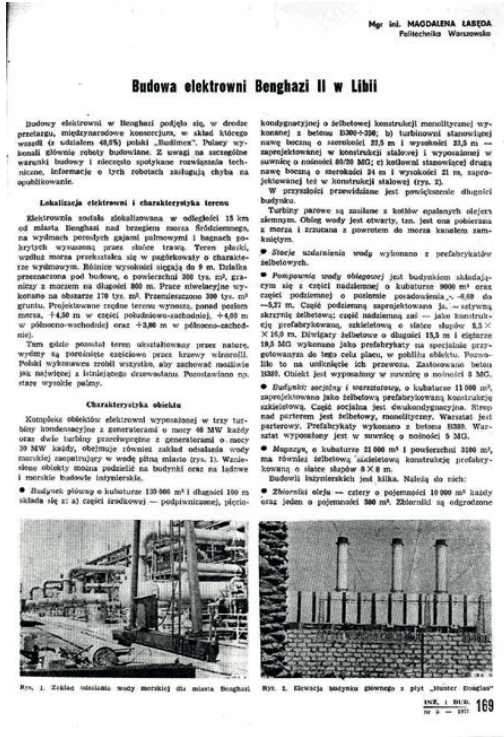 Mgr inż. MAGDALENA ŁABĘDA
Politechnika Warszawska
Budowa elektrowni Benghazi II w Libii
Budowy elektrowni w Benghazi podjęło się, w drodze
przetargu, międzynarodowe konsorcjum, w skład którego
wszedł (z udziałem 48,5%) polski „Budimex". Polacy wy-
konali głównie roboty budowlane. Z uwagi na szczególne
warunki budowy i nieczęsto spotykane rozwiązania tech-
niczne, informacje o tych robotach zasługują chyba na
opublikowanie.
Lokalizacja elektrowni i charakterystyka terenu
Elektrownia została zlokalizowana w odległości 15 km
od miasta Benghazi nad brzegiem morza Śródziemnego,
na wydmach porosłych gajami palmowymi i bagnach po-
krytych wysuszoną przez słońce trawą. Teren płaski,
wzdłuż morza przekształca się w pagórkowaty o charakte-
rze wydmowym. Różnice wysokości sięgają do 9 m. Działka
przeznaczona pod budowę, o powierzchni 300 tys. m², gra-
niczy z morzem na długości 800 m. Prace niwelacyjne wy-
konano na obszarze 170 tys. m². Przemieszczono 300 tys. m³
gruntu. Projektowane rzędne terenu wynoszą, ponad poziom
morza, +4,50 m w części południowo-zachodniej, +4,00 m
w północno-wschodniej oraz +3,80 m w północno-zachod-
niej.
Tam gdzie pozostał teren ukształtowany przez naturę,
wydmy są porośnięte częściowo przez krzewy winorośli.
Polski wykonawca zrobił wszystko, aby zachować możliwie
jak najwięcej z istniejącego drzewostanu. Pozostawiono np.
stare wysokie palmy.
Charakterystyka obiektu
Kompleks obiektów elektrowni wyposażonej w trzy tur-
biny kondensacyjne z generatorami o mocy 40 MW każdy
oraz dwie turbiny przeciwprężne z generatorami o mocy
30 MW każdy, obejmuje również zakład odsalania wody
morskiej zaopatrujący w wodę pitną miasto (rys. 1). Wznie-
sione obiekty można podzielić na budynki oraz na lądowe
i morskie budowle inżynierskie.
● Budynek główny o kubaturze 130 000 m³ i długości 100 m
składa się z: a) części środkowej — podpiwniczonej, pięcio-
kondygnacyjnej o żelbetowej konstrukcji monolitycznej wy-
konanej z betonu B300÷350; b) turbinowni stanowiącej
nawę boczną o szerokości 22,5 m i wysokości 23,5 m —
zaprojektowanej w konstrukcji stalowej i wyposażonej w
suwnicę o nośności 80/20 MG; c) kotłowni stanowiącej drugą
nawę boczną o szerokości 24 m i wysokości 21 m, zapro-
jektowanej też w konstrukcji stalowej (rys. 2).
W przyszłości przewidziane jest powiększenie długości
budynku.
Turbiny parowe są zasilane z kotłów opalanych olejem
ziemnym. Obieg wody jest otwarty, tzn. jest ona pobierana
z morza i zrzucana z powrotem do morza kanałem zam-
kniętym.
● Stację uzdatniania wody wykonano z prefabrykatów
żelbetowych.
● Pompownia wody obiegowej jest budynkiem składają-
cym się z części nadziemnej o kubaturze 9000 m³ oraz
części podziemnej o poziomie posadowienia -6,60 do
—5,77 m. Część podziemną zaprojektowano ja sztywną
skrzynię żelbetową; część nadziemną zaś — jako konstruk-
cję prefabrykowaną, szkieletową o siatce słupów 5,5 ×
× 16,0 m. Dźwigary żelbetowe o długości 15,5 m i ciężarze
19,5 MG wykonano jako prefabrykaty na specjalnie przy-
gotowanym do tego celu placu, w pobliżu obiektu. Pozwo-
liło to na uniknięcie ich przewozu. Zastosowano beton
B350. Obiekt jest wyposażony w suwnicę o nośności 8 MG.
● Budynki: socjalny i warsztatowy, o kubaturze 11 000 m³,
zaprojektowano jako żelbetową prefabrykowaną konstrukcję
szkieletową. Część socjalna jest dwukondygnacyjna. Strop
nad parterem jest żelbetowy, monolityczny. Warsztat jest
parterowy. Prefabrykaty wykonano z betonu B300. War-
sztat wyposażony jest w suwnicę o nośności 5 MG.
● Magazyn, o kubaturze 21 000 m³ i powierzchni 3100 m²,
ma również żelbetową szkieletową konstrukcję prefabry-
kowaną o siatce słupów 8 × 8 m.
Budowli inżynierskich jest kilka. Należą do nich:
● Zbiorniki oleju — cztery o pojemności 10 000 m³ każdy
oraz jeden o pojemności 500 m³. Zbiorniki są odgrodzone
Rys. 1. Zakład odsalania wody morskiej dla miasta Benghazi
Rys. 2. Elewacja budynku głównego z płyt „Hunter Douglas"
INŻ. i BUD.
nr 5 — 1977
169